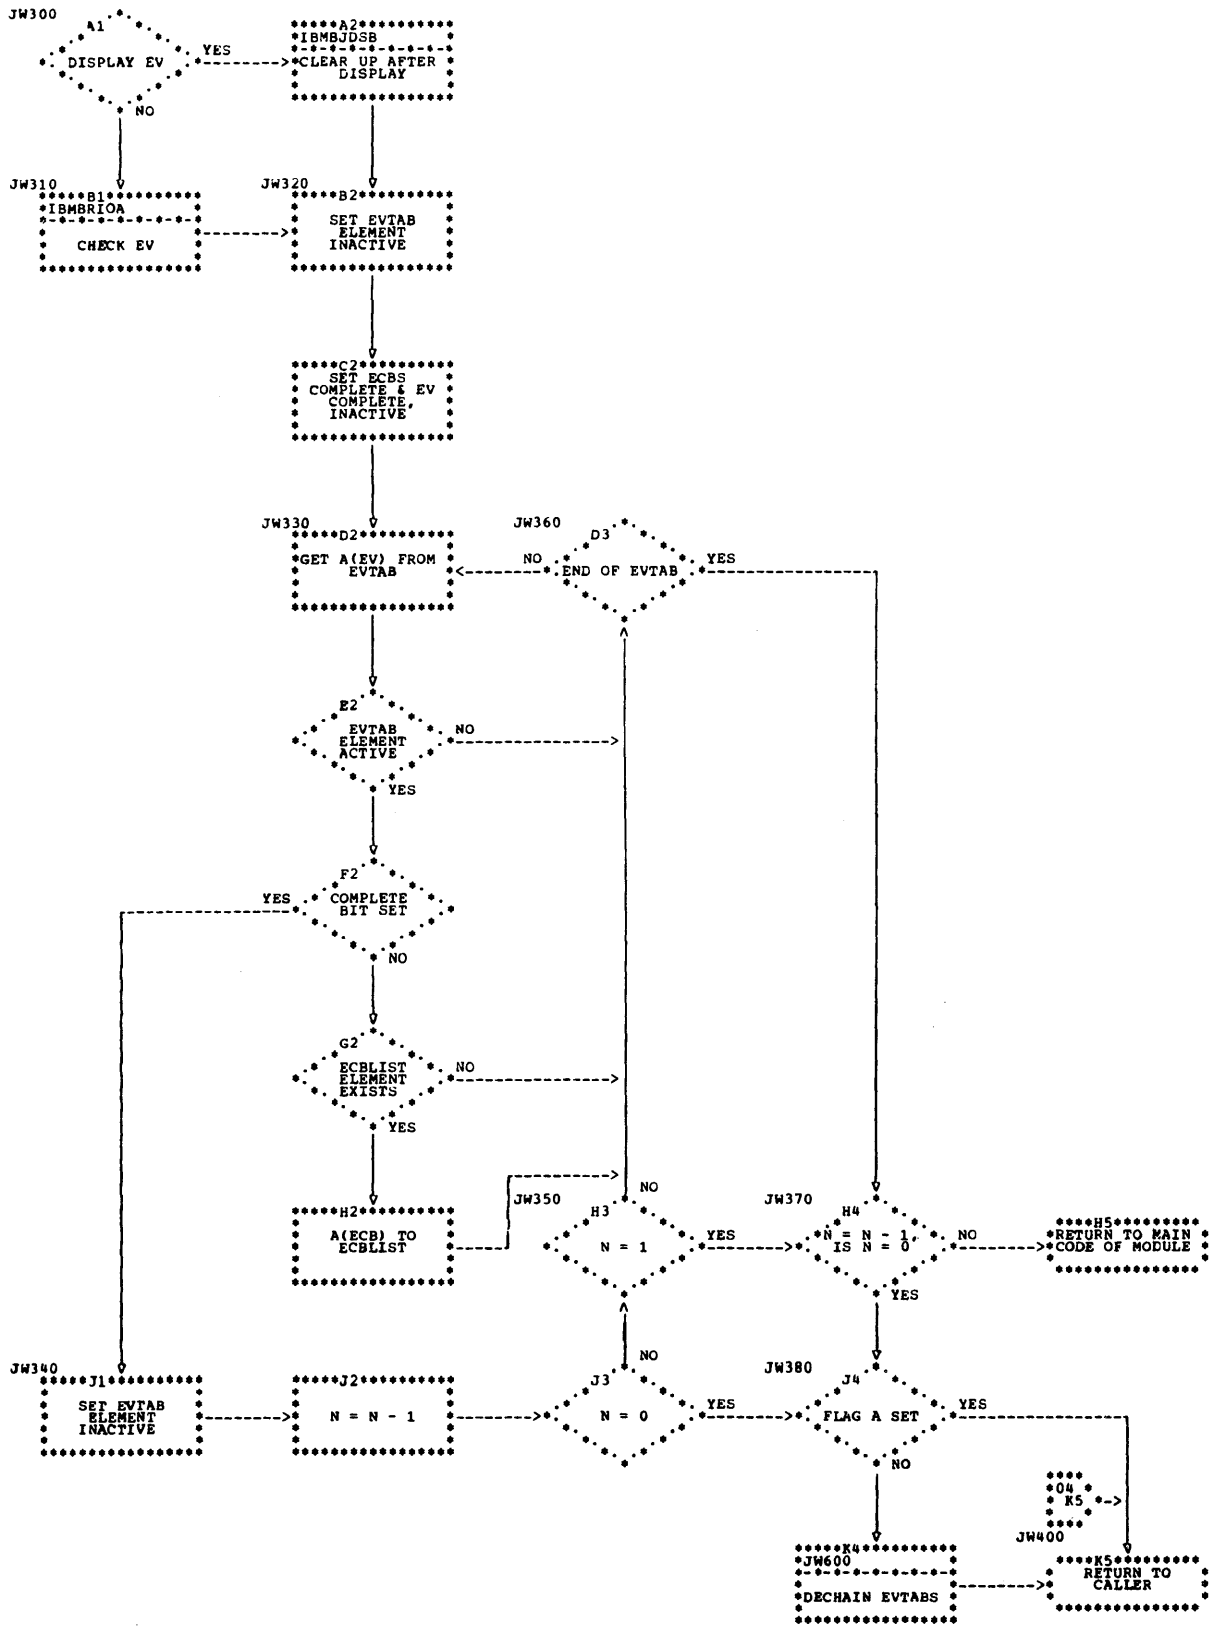 JW300
A1
DISPLAY EV
YES
NO
A2
IBMBJDSB
CLEAR UP AFTER
DISPLAY
JW310
B1
IBMBRIOA
CHECK EV
JW320
B2
SET EVTAB
ELEMENT
INACTIVE
C2
SET ECBS
COMPLETE & EV
COMPLETE,
INACTIVE
JW330
D2
GET A(EV) FROM
EVTAB
JW360
D3
END OF EVTAB
NO
YES
E2
EVTAB
ELEMENT
ACTIVE
NO
YES
F2
COMPLETE
BIT SET
YES
NO
G2
ECBLIST
ELEMENT
EXISTS
NO
YES
H2
A(ECB) TO
ECBLIST
JW350
H3
N = 1
NO
YES
JW370
H4
N = N - 1,
IS N = 0
NO
YES
H5
RETURN TO MAIN
CODE OF MODULE
JW340
J1
SET EVTAB
ELEMENT
INACTIVE
J2
N = N - 1
J3
N = 0
NO
YES
JW380
J4
FLAG A SET
YES
NO
04
K5
JW400
K4
JW600
DECHAIN EVTABS
K5
RETURN TO
CALLER